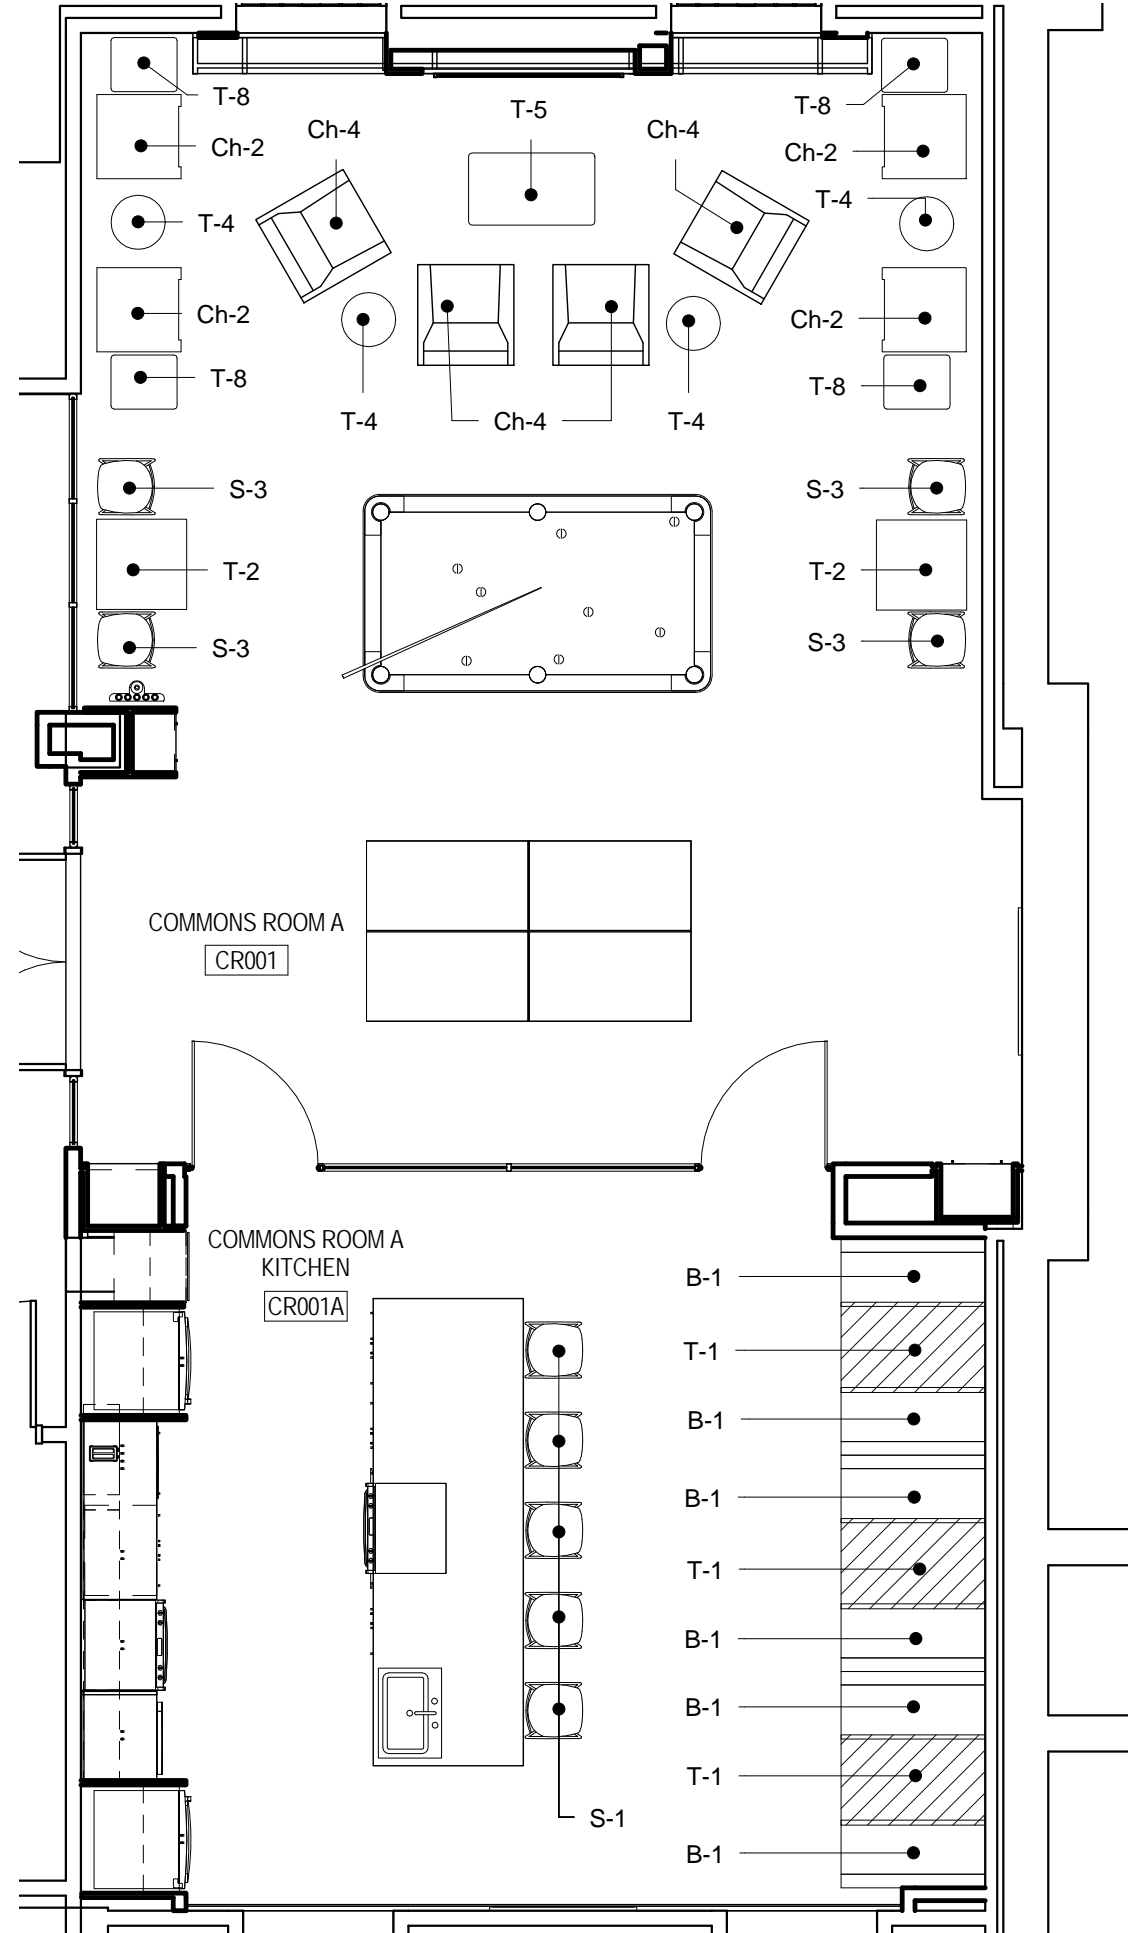 T-8
T-5
T-8
Ch-4
Ch-4
Ch-2
Ch-2
T-4
T-4
Ch-2
Ch-2
T-8
T-8
T-4
Ch-4
T-4
S-3
S-3
T-2
T-2
S-3
S-3
COMMONS ROOM A
CR001
COMMONS ROOM A
KITCHEN
CR001A
B-1
T-1
B-1
B-1
T-1
B-1
B-1
T-1
S-1
B-1